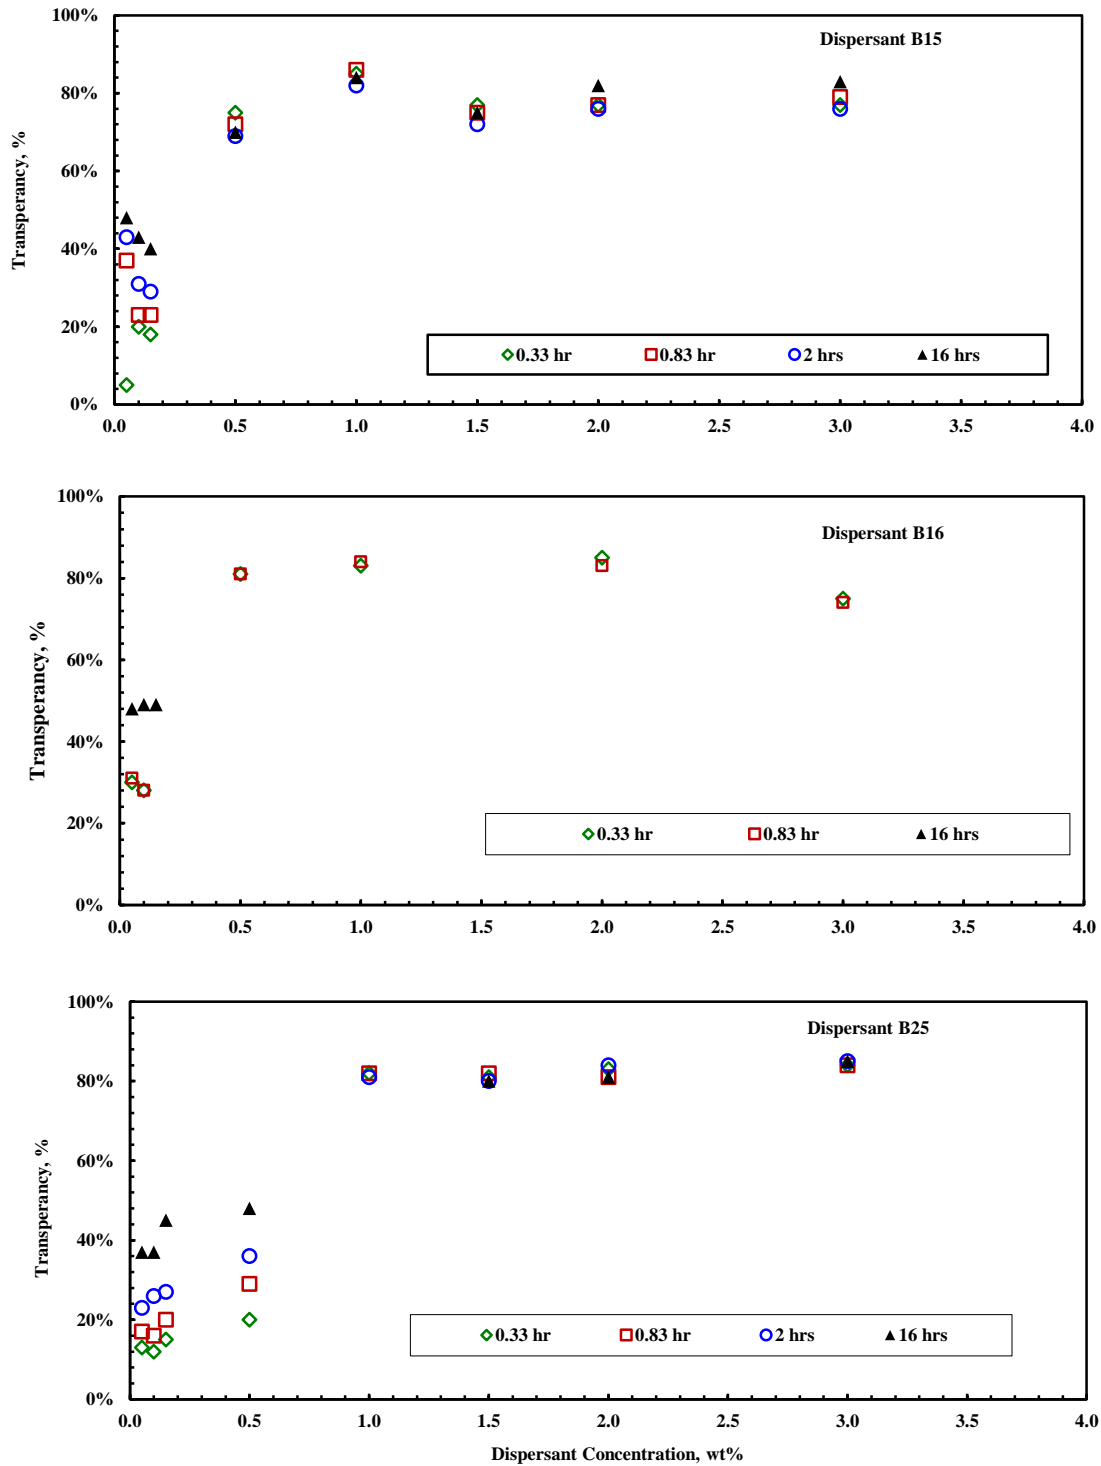 100%
Dispersant B15
80%
60%
Transperancy, %
40%
20%
0.33 hr 0.83 hr 2 hrs 16 hrs
0%
0.0 0.5 1.0 1.5 2.0 2.5 3.0 3.5 4.0
100%
Dispersant B16
80%
60%
Transperancy, %
40%
20%
0.33 hr 0.83 hr 16 hrs
0%
0.0 0.5 1.0 1.5 2.0 2.5 3.0 3.5 4.0
100%
Dispersant B25
80%
60%
Transperancy, %
40%
20%
0.33 hr 0.83 hr 2 hrs 16 hrs
0%
0.0 0.5 1.0 1.5 2.0 2.5 3.0 3.5 4.0
Dispersant Concentration, wt%